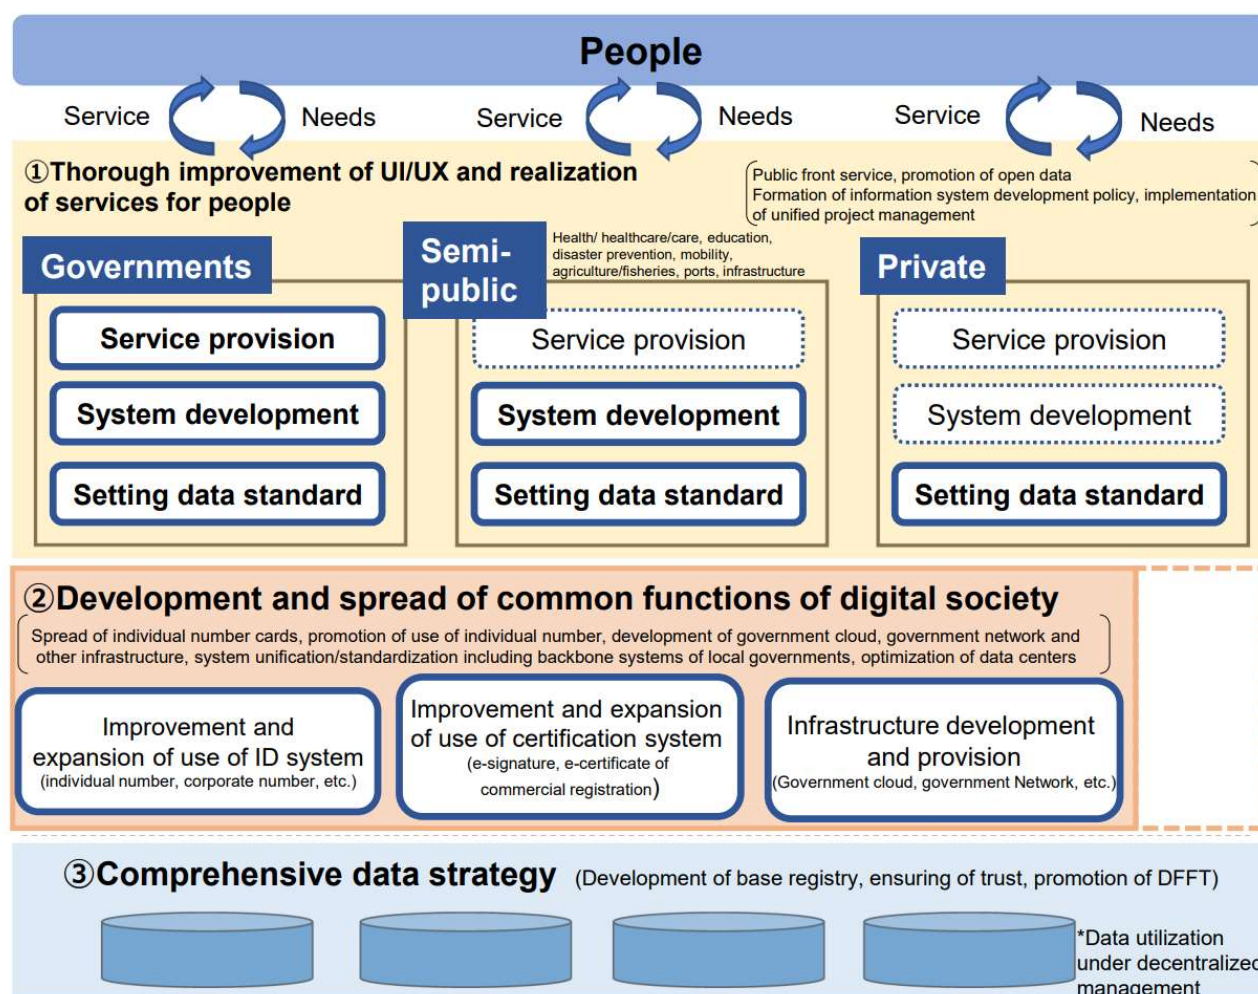 People
Service
Needs
Service
Needs
Service
Needs
①Thorough improvement of UI/UX and realization
of services for people
Public front service, promotion of open data
Formation of information system development policy, implementation
of unified project management
Governments
Service provision
System development
Setting data standard
Semi-
public
Health/ healthcare/care, education,
disaster prevention, mobility,
agriculture/fisheries, ports, infrastructure
Service provision
System development
Setting data standard
Private
Service provision
System development
Setting data standard
②Development and spread of common functions of digital society
Spread of individual number cards, promotion of use of individual number, development of government cloud, government network and
other infrastructure, system unification/standardization including backbone systems of local governments, optimization of data centers
Improvement and
expansion of use of ID system
(individual number, corporate number, etc.)
Improvement and expansion
of use of certification system
(e-signature, e-certificate of
commercial registration)
Infrastructure development
and provision
(Government cloud, government Network, etc.)
③Comprehensive data strategy (Development of base registry, ensuring of trust, promotion of DFFT)
*Data utilization
under decentralized
management